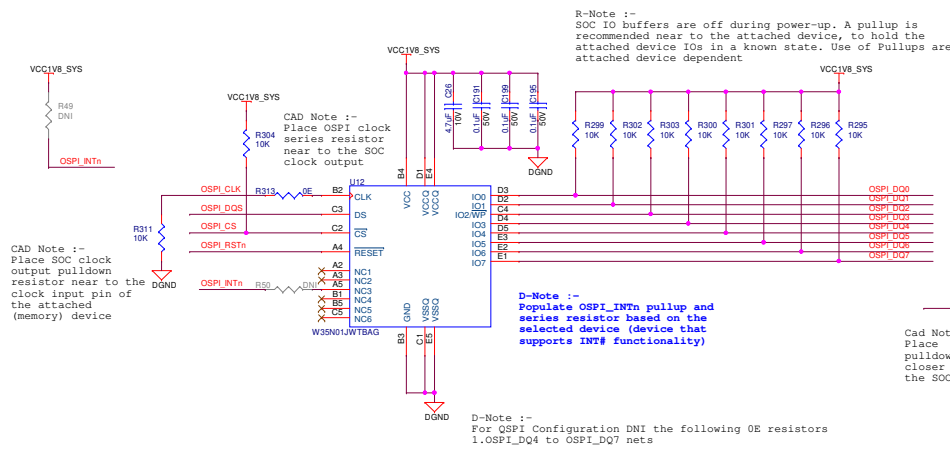 R-Note :-
SOC IO buffers are off during power-up. A pullup is
recommended near to the attached device, to hold the
attached device IOs in a known state. Use of Pullups are
attached device dependent
VCC1V8_SYS
VCC1V8_SYS
VCC1V8_SYS
VCC1V8_SYS
R49
DNI
OSPI_INTn
R304
10K
CAD Note :-
Place OSPI clock
series resistor
near to the SOC
clock output
C26
4.7uF
10V
C191
0.1uF
50V
C199
0.1uF
50V
C195
0.1uF
50V
DGND
R299
10K
R302
10K
R303
10K
R300
10K
R301
10K
R297
10K
R296
10K
R295
10K
U12
B4
D1
E4
VCC
VCCQ
VCCQ
OSPI_CLK
R313
0E
B2
CLK
OSPI_DQS
C3
DS
OSPI_CS
C2
CS
OSPI_RSTn
A4
RESET
A2
NC1
A3
NC2
OSPI_INTn
R50
DNI
A5
NC3
B1
NC4
B5
NC5
C5
NC6
R311
10K
DGND
CAD Note :-
Place SOC clock
output pulldown
resistor near to the
clock input pin of
the attached
(memory) device
IO0
D3
OSPI_DQ0
IO1
D2
OSPI_DQ1
IO2/WP
C4
OSPI_DQ2
IO3
D4
OSPI_DQ3
IO4
D5
OSPI_DQ4
IO5
E3
OSPI_DQ5
IO6
E2
OSPI_DQ6
IO7
E1
OSPI_DQ7
GND
VSSQ
VSSQ
W35N01JWTBAG
B3
C1
E5
DGND
D-Note :-
Populate OSPI_INTn pullup and
series resistor based on the
selected device (device that
supports INT# functionality)
Cad Not
Place
pulldow
closer
the SOC
D-Note :-
For QSPI Configuration DNI the following 0E resistors
1.OSPI_DQ4 to OSPI_DQ7 nets